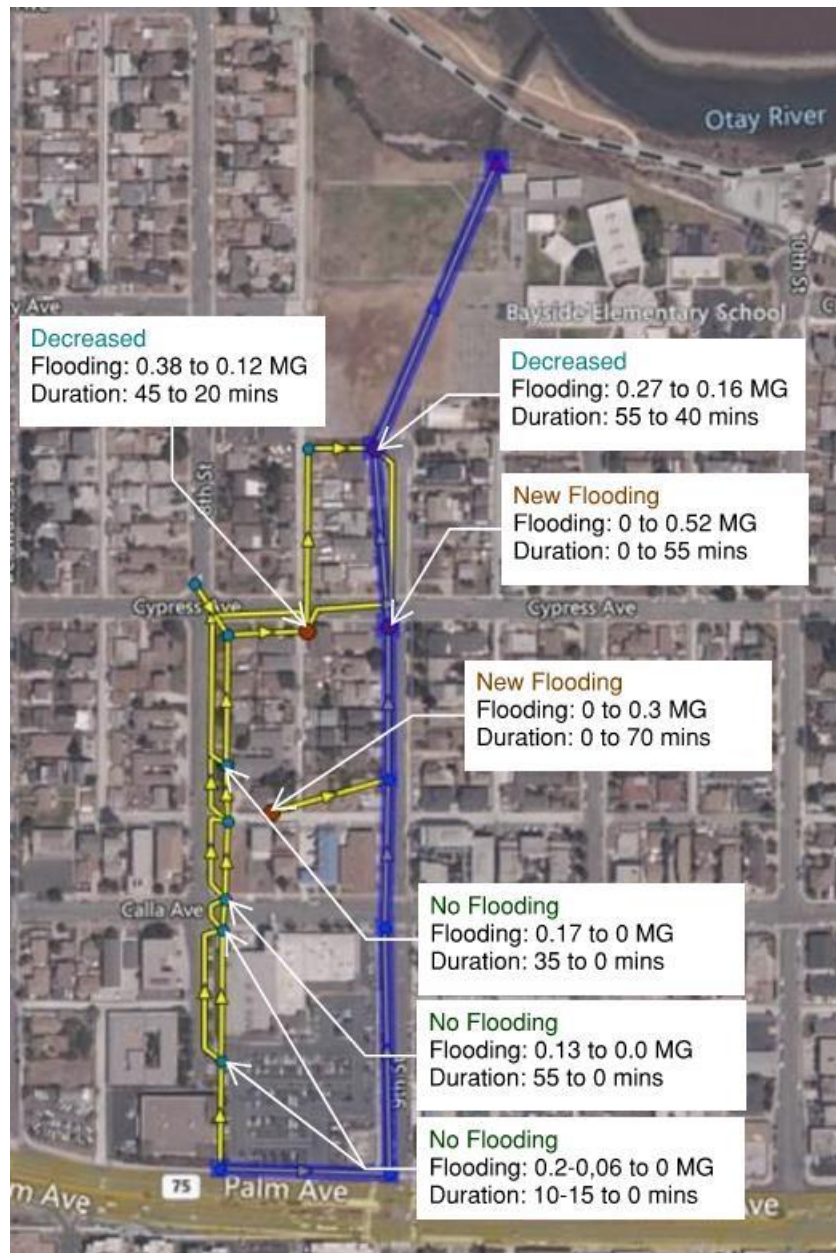 Otay River
10th St
y Ave
Bayside Elementary School
Decreased
Flooding: 0.38 to 0.12 MG
Duration: 45 to 20 mins
Decreased
Flooding: 0.27 to 0.16 MG
Duration: 55 to 40 mins
8th St
New Flooding
Flooding: 0 to 0.52 MG
Duration: 0 to 55 mins
Cypress Ave
Cypress Ave
New Flooding
Flooding: 0 to 0.3 MG
Duration: 0 to 70 mins
Calla Ave
No Flooding
Flooding: 0.17 to 0 MG
Duration: 35 to 0 mins
No Flooding
Flooding: 0.13 to 0.0 MG
Duration: 55 to 0 mins
9th St
No Flooding
Flooding: 0.2-0,06 to 0 MG
Duration: 10-15 to 0 mins
75
Palm Ave
m Ave
Ave